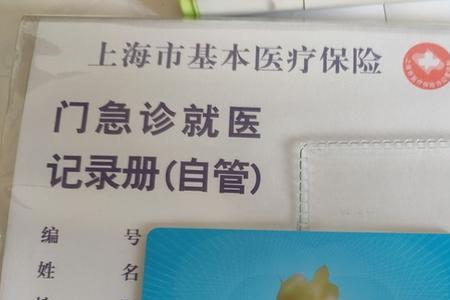 上海市基本医疗保险
门急诊就医
记录册(自管)
编 号
姓 名